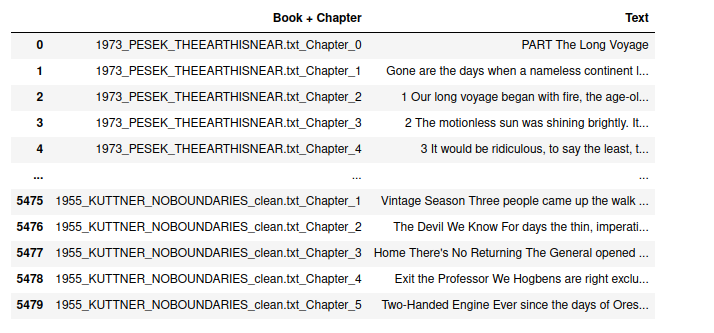 Book + Chapter Text
0 1973_PESEK_THEEARTHISNEAR.txt_Chapter_0 PART The Long Voyage
1 1973_PESEK_THEEARTHISNEAR.txt_Chapter_1 Gone are the days when a nameless continent l...
2 1973_PESEK_THEEARTHISNEAR.txt_Chapter_2 1 Our long voyage began with fire, the age-ol...
3 1973_PESEK_THEEARTHISNEAR.txt_Chapter_3 2 The motionless sun was shining brightly. It...
4 1973_PESEK_THEEARTHISNEAR.txt_Chapter_4 3 It would be ridiculous, to say the least, t...
... ... ...
5475 1955_KUTTNER_NOBOUNDARIES_clean.txt_Chapter_1 Vintage Season Three people came up the walk ...
5476 1955_KUTTNER_NOBOUNDARIES_clean.txt_Chapter_2 The Devil We Know For days the thin, imperati...
5477 1955_KUTTNER_NOBOUNDARIES_clean.txt_Chapter_3 Home There's No Returning The General opened ...
5478 1955_KUTTNER_NOBOUNDARIES_clean.txt_Chapter_4 Exit the Professor We Hogbens are right exclu...
5479 1955_KUTTNER_NOBOUNDARIES_clean.txt_Chapter_5 Two-Handed Engine Ever since the days of Ores...